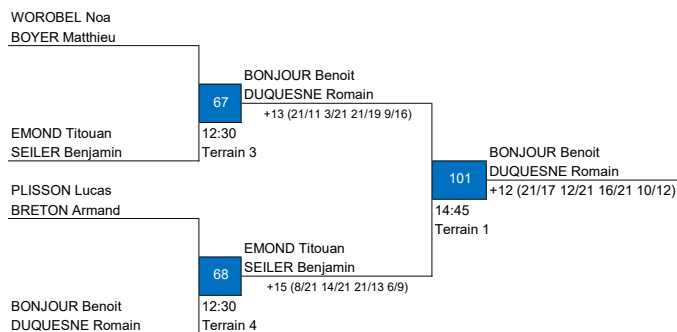 WOROBEL Noa
BOYER Matthieu
67
BONJOUR Benoit
DUQUESNE Romain
+13 (21/11 3/21 21/19 9/16)
EMOND Titouan
SEILER Benjamin
12:30
Terrain 3
101
BONJOUR Benoit
DUQUESNE Romain
+12 (21/17 12/21 16/21 10/12)
14:45
Terrain 1
PLISSON Lucas
BRETON Armand
68
EMOND Titouan
SEILER Benjamin
+15 (8/21 14/21 21/13 6/9)
BONJOUR Benoit
DUQUESNE Romain
12:30
Terrain 4